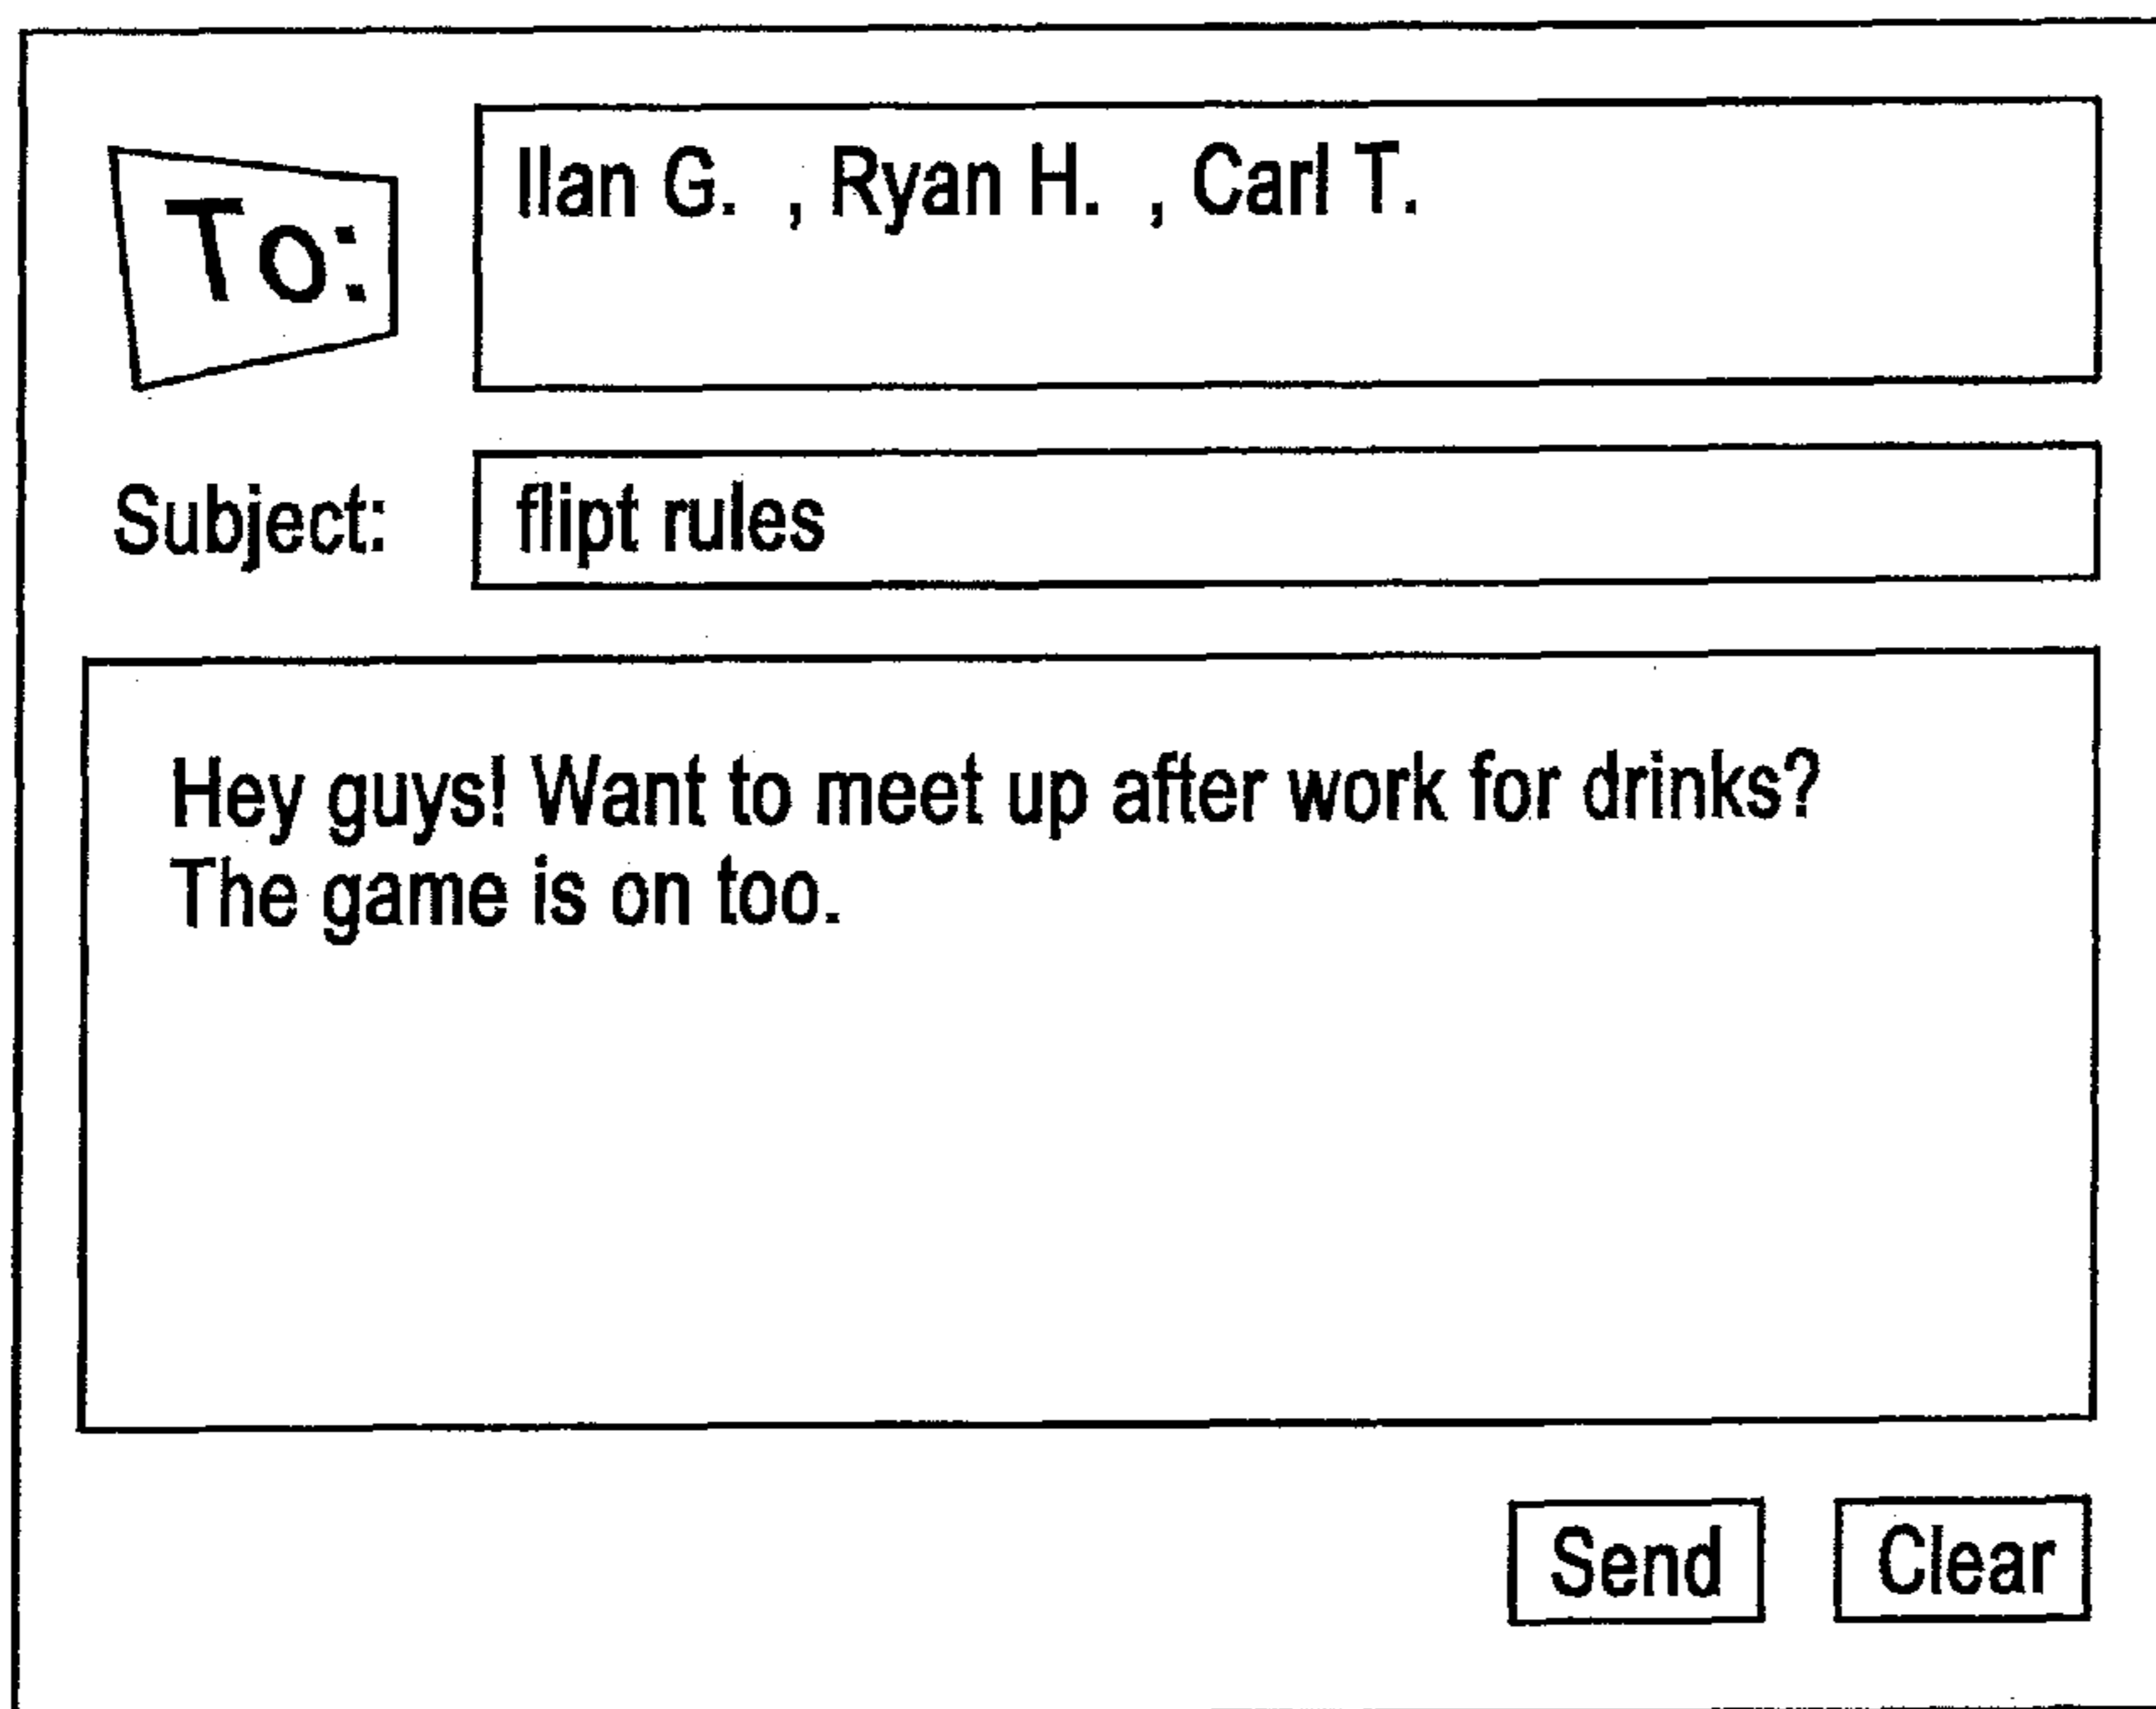 To: Ilan G. , Ryan H. , Carl T.
Subject: flipt rules
Hey guys! Want to meet up after work for drinks?
The game is on too.
Send Clear